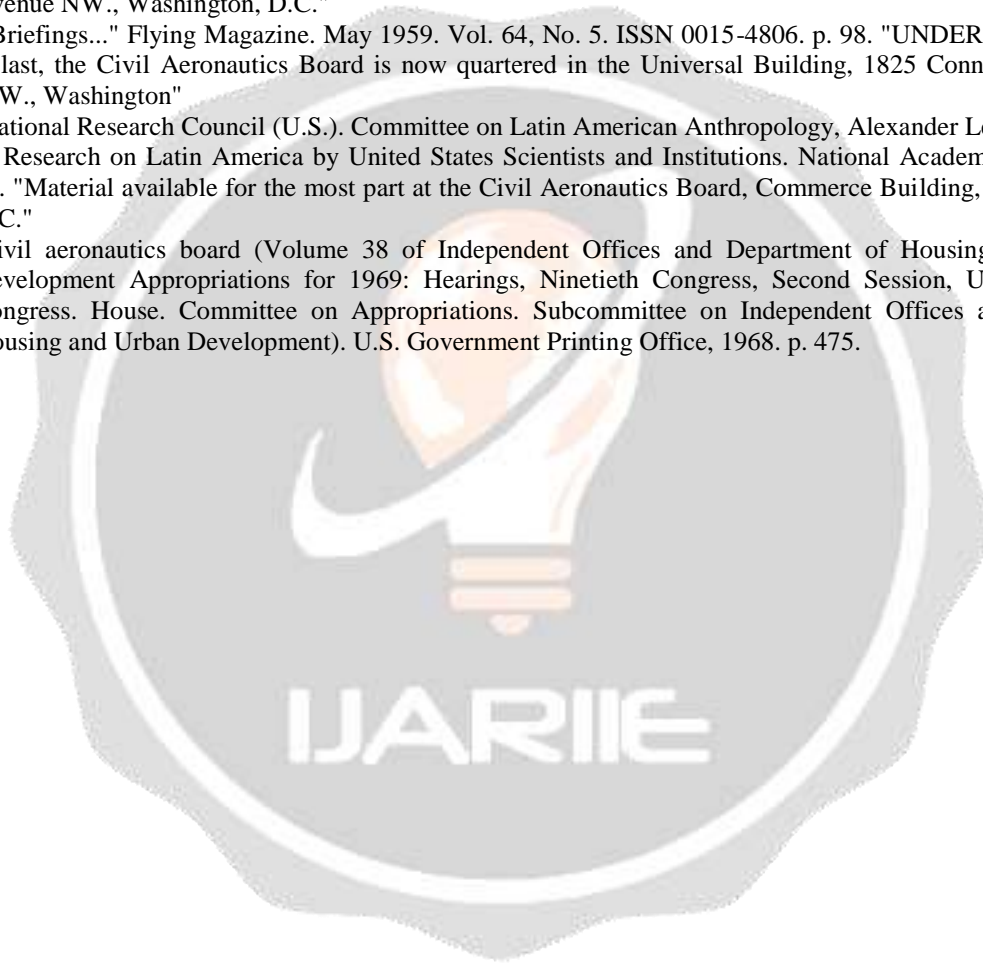 venue NW., Washington, D.C."
Briefings..." Flying Magazine. May 1959. Vol. 64, No. 5. ISSN 0015-4806. p. 98. "UNDER
last, the Civil Aeronautics Board is now quartered in the Universal Building, 1825 Conn
W., Washington"
ational Research Council (U.S.). Committee on Latin American Anthropology, Alexander L
Research on Latin America by United States Scientists and Institutions. National Academ
. "Material available for the most part at the Civil Aeronautics Board, Commerce Building,
C."
ivil aeronautics board (Volume 38 of Independent Offices and Department of Housing
evelopment Appropriations for 1969: Hearings, Ninetieth Congress, Second Session, U
ongress. House. Committee on Appropriations. Subcommittee on Independent Offices a
ousing and Urban Development). U.S. Government Printing Office, 1968. p. 475.
IJARIIE